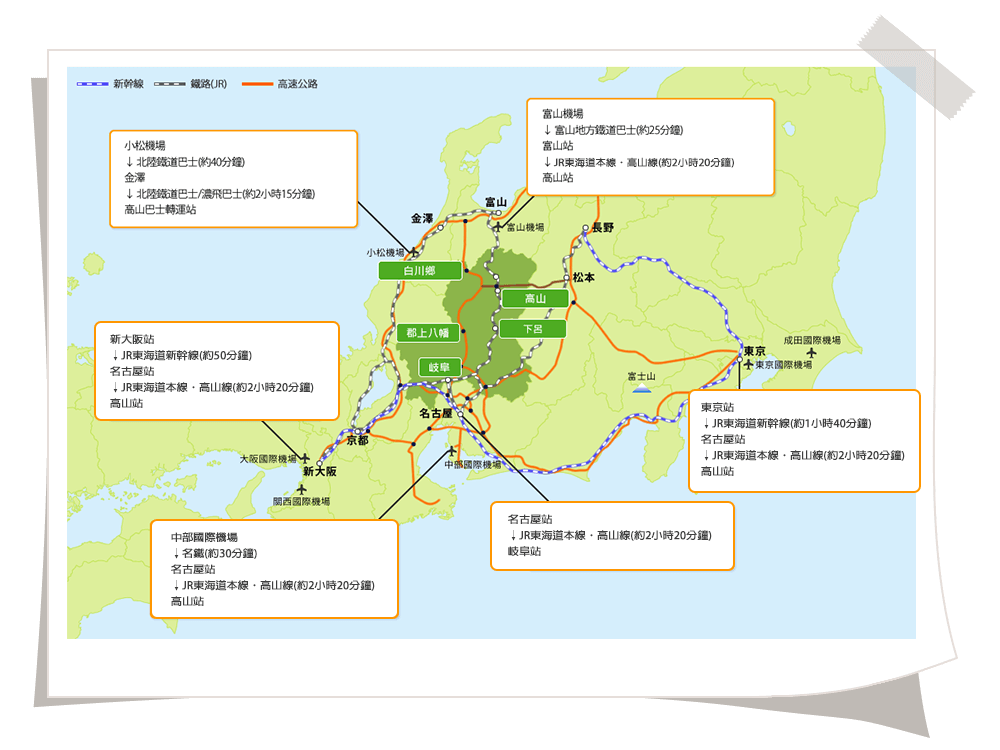 新幹線
鐵路(JR)
高速公路
富山機場
↓富山地方鐵道巴士(約25分鐘)
富山站
↓JR東海道本線・高山線(約2小時20分鐘)
高山站
小松機場
↓北陸鐵道巴士(約40分鐘)
金澤
↓北陸鐵道巴士/濃飛巴士(約2小時15分鐘)
高山巴士轉運站
富山
金澤
富山機場
長野
小松機場
白川鄉
松本
高山
郡上八幡
下呂
岐阜
新大阪站
↓JR東海道新幹線(約50分鐘)
名古屋站
↓JR東海道本線・高山線(約2小時20分鐘)
高山站
成田國際機場
東京
東京國際機場
富士山
名古屋
京都
大阪國際機場
新大阪
中部國際機場
關西國際機場
東京站
↓JR東海道新幹線(約1小時40分鐘)
名古屋站
↓JR東海道本線・高山線(約2小時20分鐘)
高山站
中部國際機場
↓名鐵(約30分鐘)
名古屋站
↓JR東海道本線・高山線(約2小時20分鐘)
高山站
名古屋站
↓JR東海道本線・高山線(約2小時20分鐘)
岐阜站